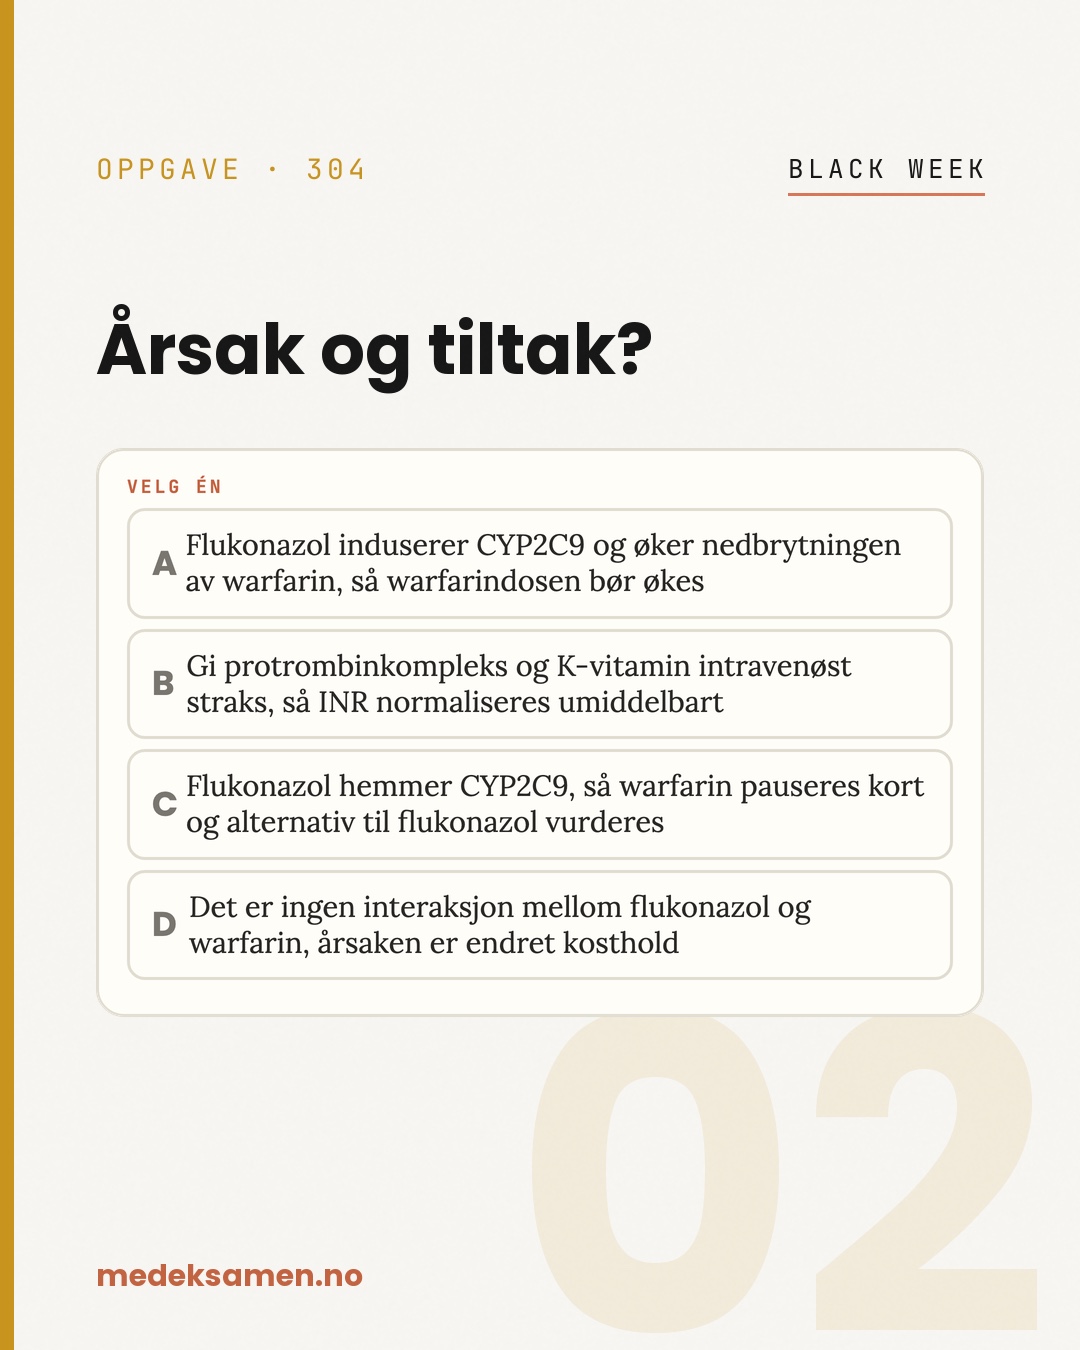 OPPGAVE · 304
BLACK WEEK
Årsak og tiltak?
VELG ÉN
A Flukonazol induserer CYP2C9 og øker nedbrytningen
av warfarin, så warfarindosen bør økes
B Gi protrombinkompleks og K-vitamin intravenøst
straks, så INR normaliseres umiddelbart
C Flukonazol hemmer CYP2C9, så warfarin pauseres kort
og alternativ til flukonazol vurderes
D Det er ingen interaksjon mellom flukonazol og
warfarin, årsaken er endret kosthold
02
medeksamen.no